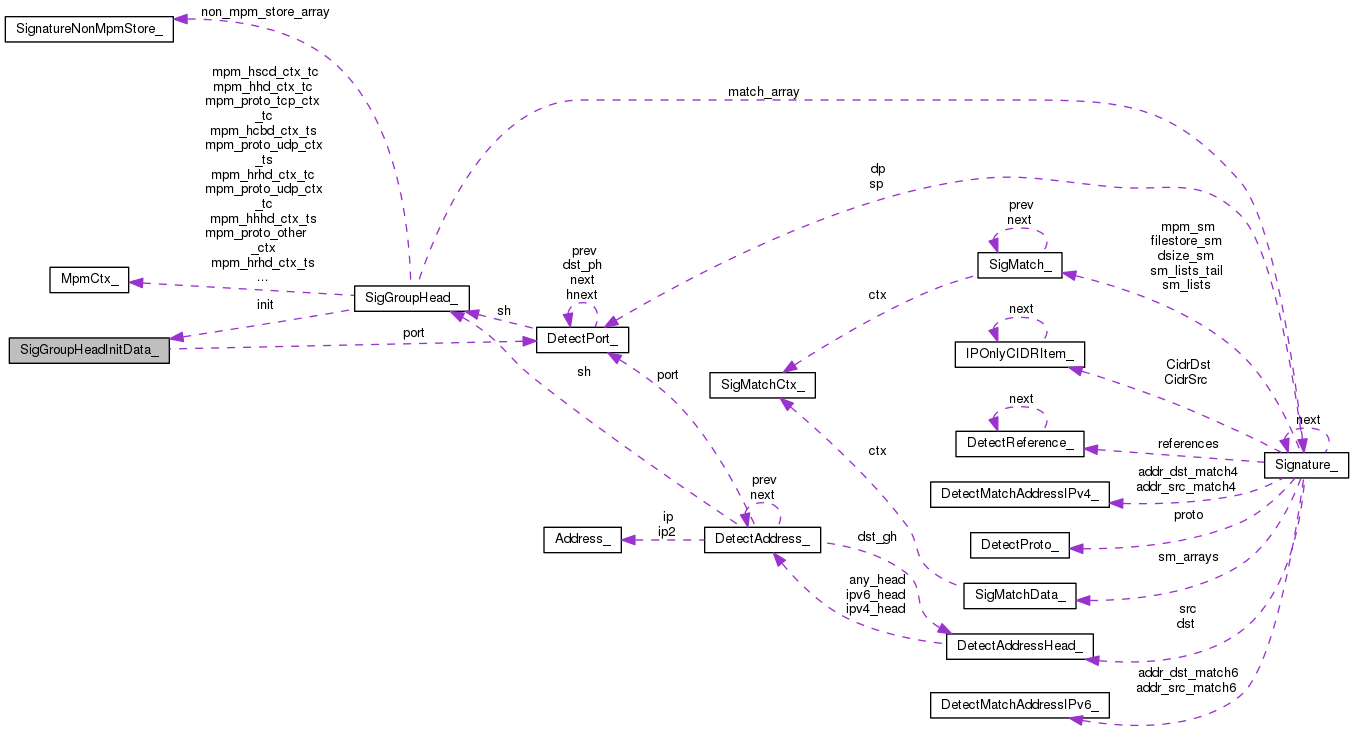 non_mpm_store_array
SignatureNonMpmStore_
mpm_hscd_ctx_tc
mpm_hhd_ctx_tc
mpm_proto_tcp_ctx
_tc
mpm_hcbd_ctx_ts
mpm_proto_udp_ctx
_ts
mpm_hrhd_ctx_tc
mpm_proto_udp_ctx
_tc
mpm_hhhd_ctx_ts
mpm_proto_other
_ctx
mpm_hrhd_ctx_ts
...
match_array
dp
sp
prev
next
SigMatch_
mpm_sm
filestore_sm
dsize_sm
sm_lists_tail
sm_lists
MpmCtx_
SigGroupHead_
init
prev
dst_ph
next
hnext
sh
ctx
port
SigGroupHeadInitData_
DetectPort_
next
IPOnlyCIDRItem_
CidrDst
CidrSrc
sh
port
SigMatchCtx_
next
DetectReference_
references
next
Signature_
ctx
addr_dst_match4
addr_src_match4
DetectMatchAddressIPv4_
prev
next
ip
ip2
Address_
DetectAddress_
dst_gh
proto
DetectProto_
sm_arrays
SigMatchData_
any_head
ipv6_head
ipv4_head
src
dst
DetectAddressHead_
addr_dst_match6
addr_src_match6
DetectMatchAddressIPv6_